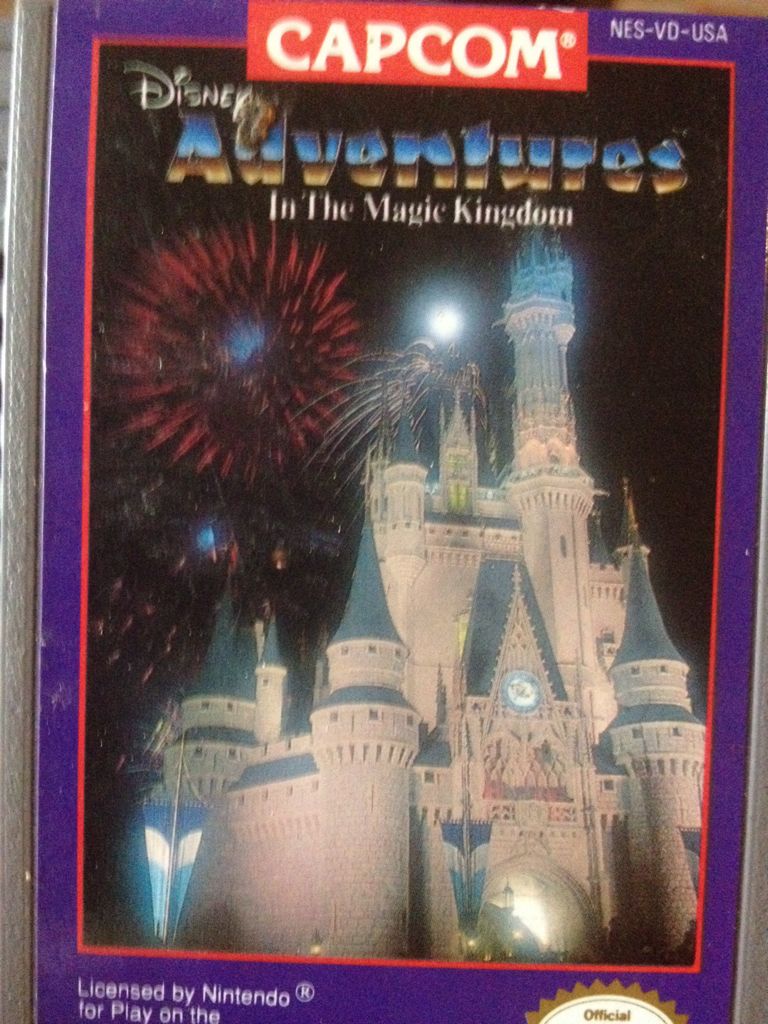 CAPCOM®
NES-VD-USA
Disney
Adventures
In The Magic Kingdom
Licensed by Nintendo ®
for Play on the
Official